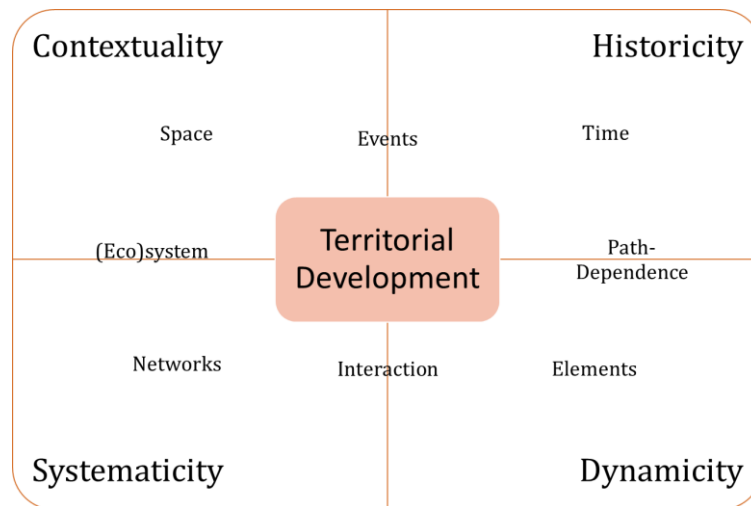 Contextuality
Historicity
Space
Events
Time
(Eco)system
Territorial
Development
Path-
Dependence
Networks
Interaction
Elements
Systematicity
Dynamicity